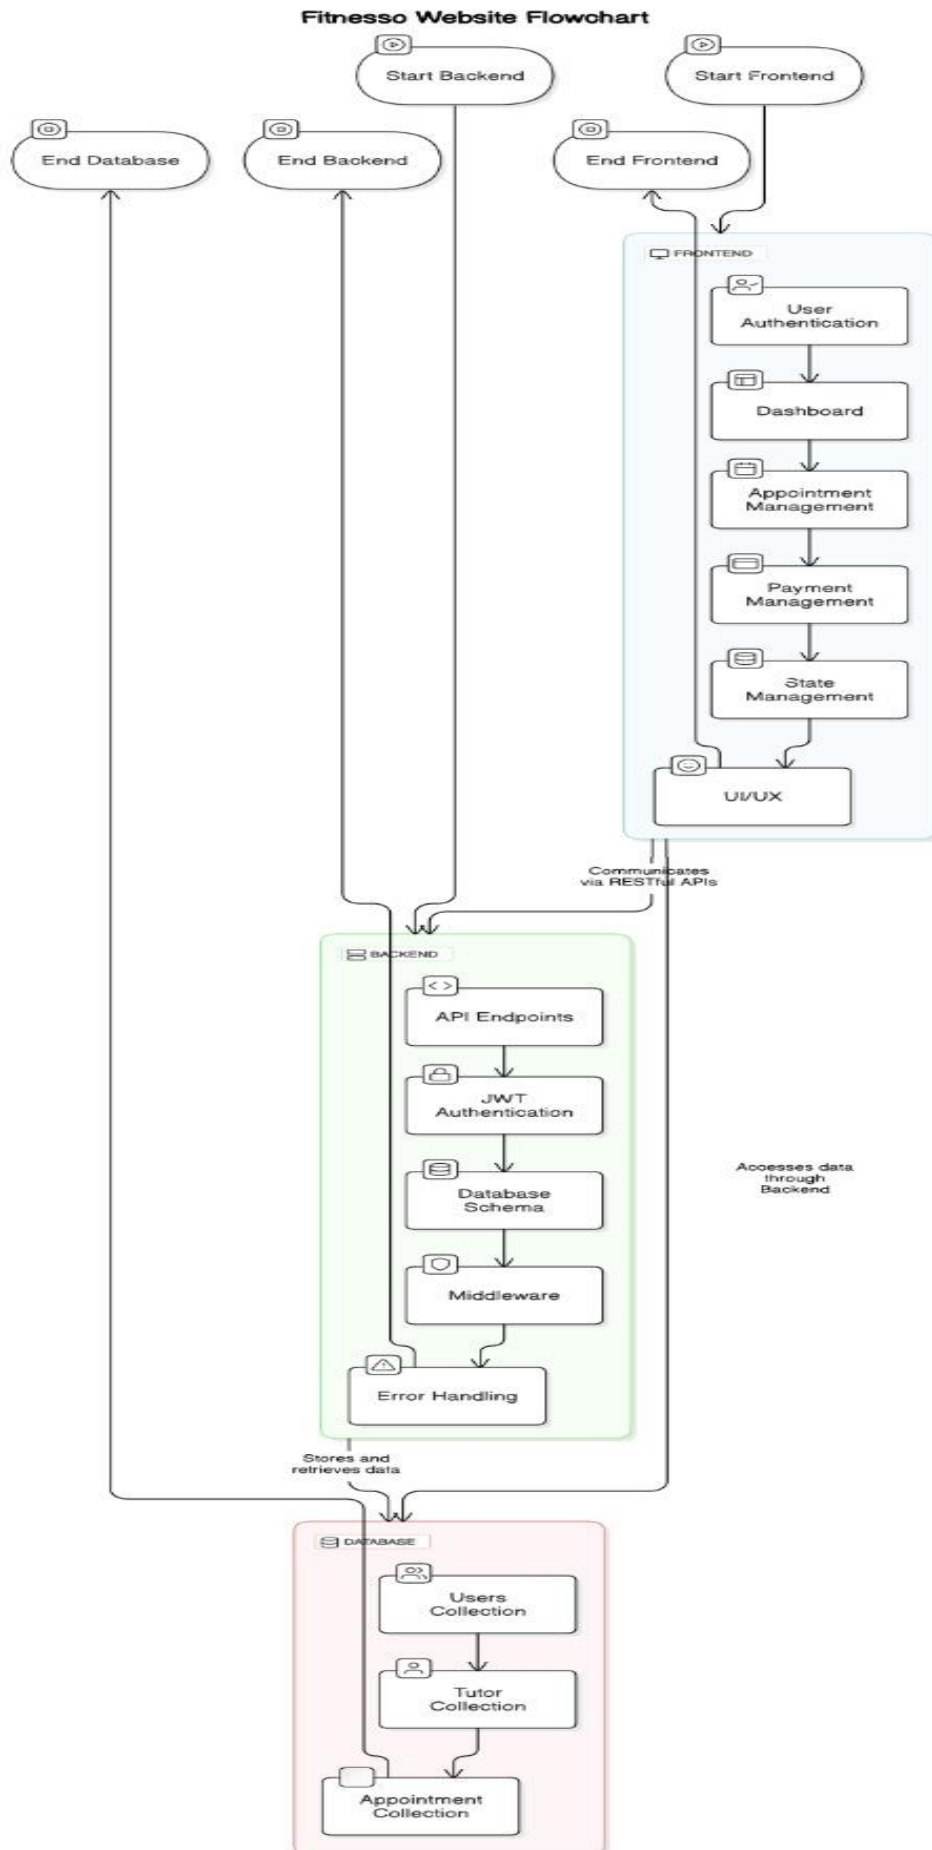 Fitnesso Website Flowchart
Start Backend
Start Frontend
End Database
End Backend
End Frontend
FRONTEND
User
Authentication
Dashboard
Appointment
Management
Payment
Management
State
Management
UI/UX
Communicates
via RESTful APIs
BACKEND
API Endpoints
JWT
Authentication
Database
Schema
Accesses data
through
Backend
Middleware
Error Handling
Stores and
retrieves data
DATABASE
Users
Collection
Tutor
Collection
Appointment
Collection